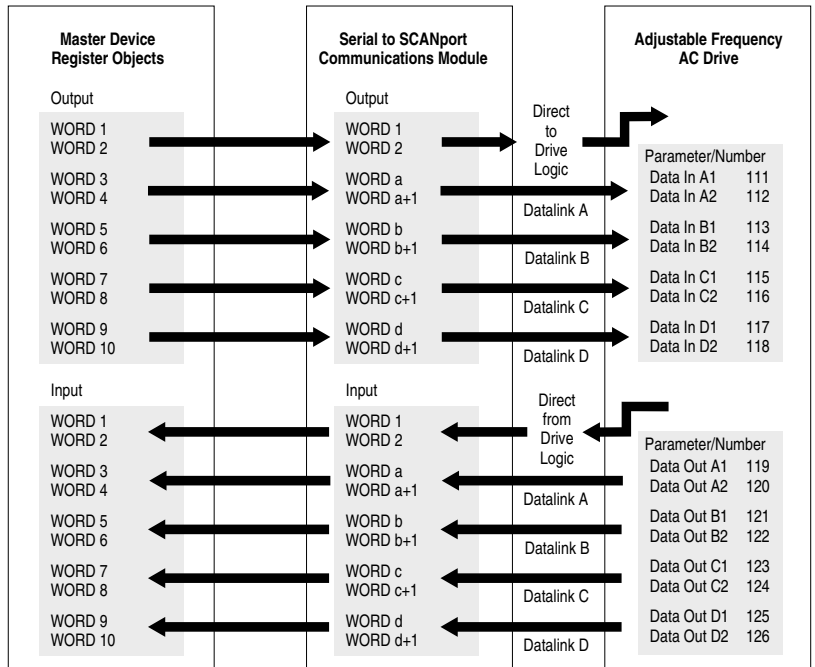 Master Device
Register Objects
Serial to SCANport
Communications Module
Adjustable Frequency
AC Drive
Output
WORD 1
WORD 2
WORD 3
WORD 4
WORD 5
WORD 6
WORD 7
WORD 8
WORD 9
WORD 10
Output
WORD 1
WORD 2
WORD a
WORD a+1
WORD b
WORD b+1
WORD c
WORD c+1
WORD d
WORD d+1
Direct
to
Drive
Logic
Datalink A
Datalink B
Datalink C
Datalink D
Parameter/Number
Data In A1 111
Data In A2 112
Data In B1 113
Data In B2 114
Data In C1 115
Data In C2 116
Data In D1 117
Data In D2 118
Input
WORD 1
WORD 2
WORD 3
WORD 4
WORD 5
WORD 6
WORD 7
WORD 8
WORD 9
WORD 10
Input
WORD 1
WORD 2
WORD a
WORD a+1
WORD b
WORD b+1
WORD c
WORD c+1
WORD d
WORD d+1
Direct
from
Drive
Logic
Datalink A
Datalink B
Datalink C
Datalink D
Parameter/Number
Data Out A1 119
Data Out A2 120
Data Out B1 121
Data Out B2 122
Data Out C1 123
Data Out C2 124
Data Out D1 125
Data Out D2 126